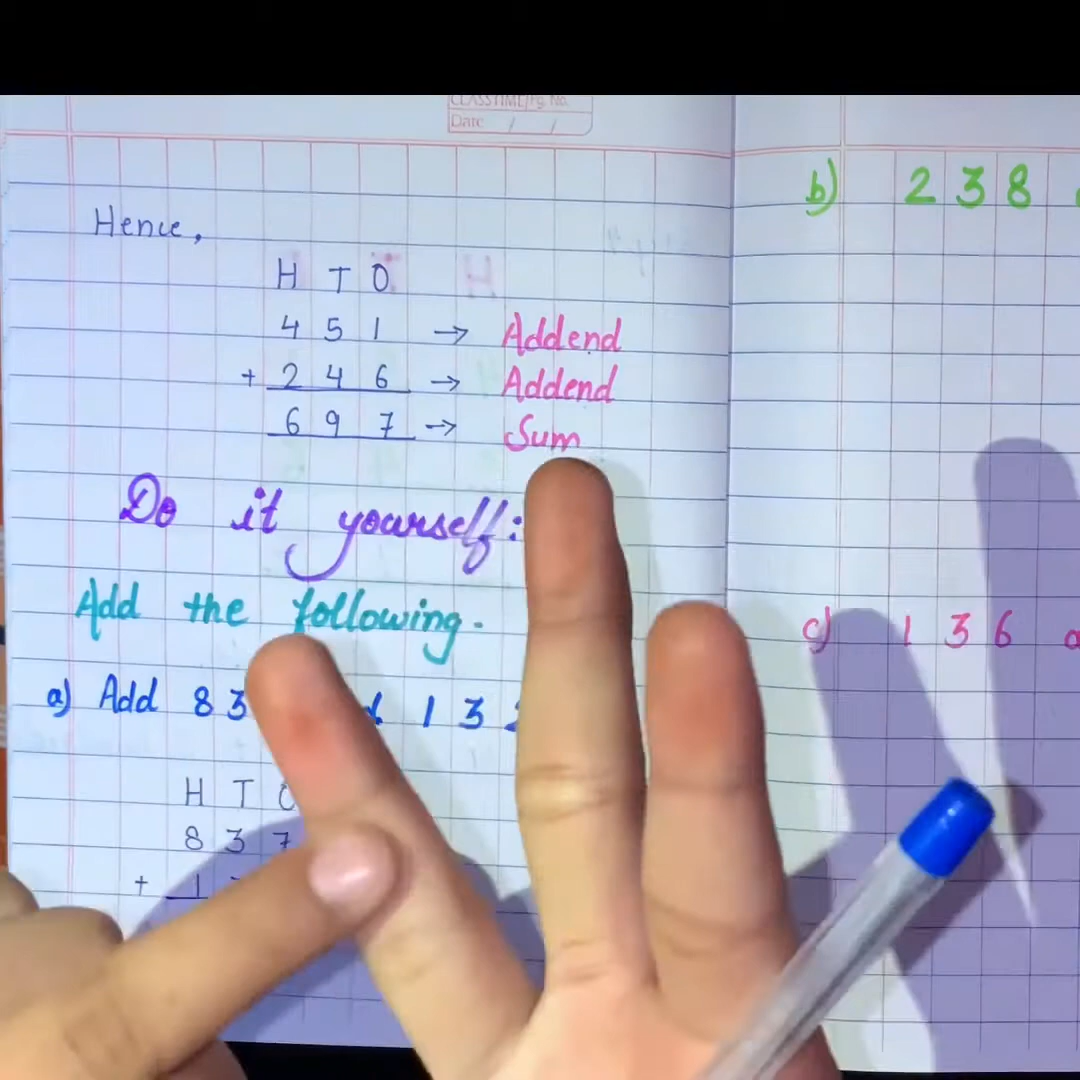 CLASSTIME/Pg. No.
Date / /
Hence,
H T O
4 5 1 → Addend
+ 2 4 6 → Addend
6 9 7 → Sum
Do it yourself:
Add the following.
a) Add 8 3 1 3
H T
8 3 7
+ 1
b) 2 3 8
c) 1 3 6